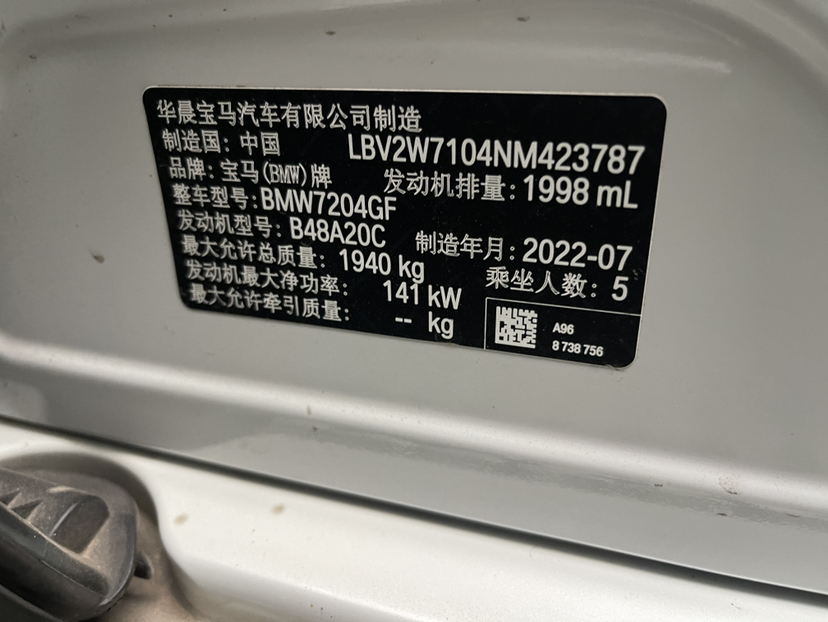 华晨宝马汽车有限公司制造
制造国：中国 LBV2W7104NM423787
品牌：宝马(BMW)牌 发动机排量：1998 mL
整车型号：BMW7204GF
发动机型号：B48A20C 制造年月：2022-07
最大允许总质量：1940 kg 乘坐人数：5
发动机最大净功率：141 kW
最大允许牵引质量：-- kg
A96
8 738 756